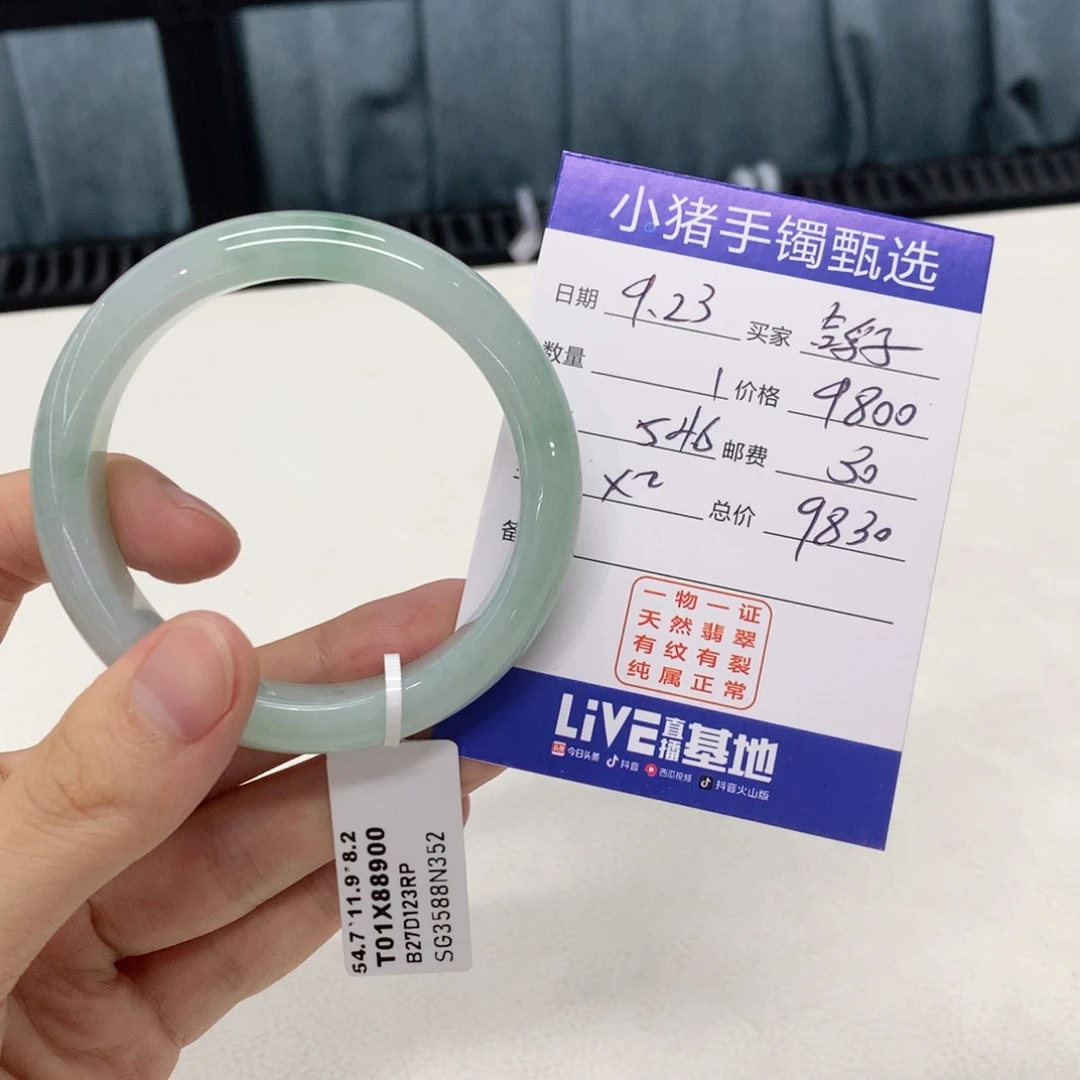 小猪手镯甄选
日期 9.23 买家
数量 1 价格 9800
546 邮费 30
x2 总价 9830
备
一物一证
天然翡翠
有纹有裂
纯属正常
LiVE直播基地
头条 今日头条 抖音 西瓜视频 抖音火山版
54.7*11.9*8.2
T01X88900
B27D123RP
SG3588N352